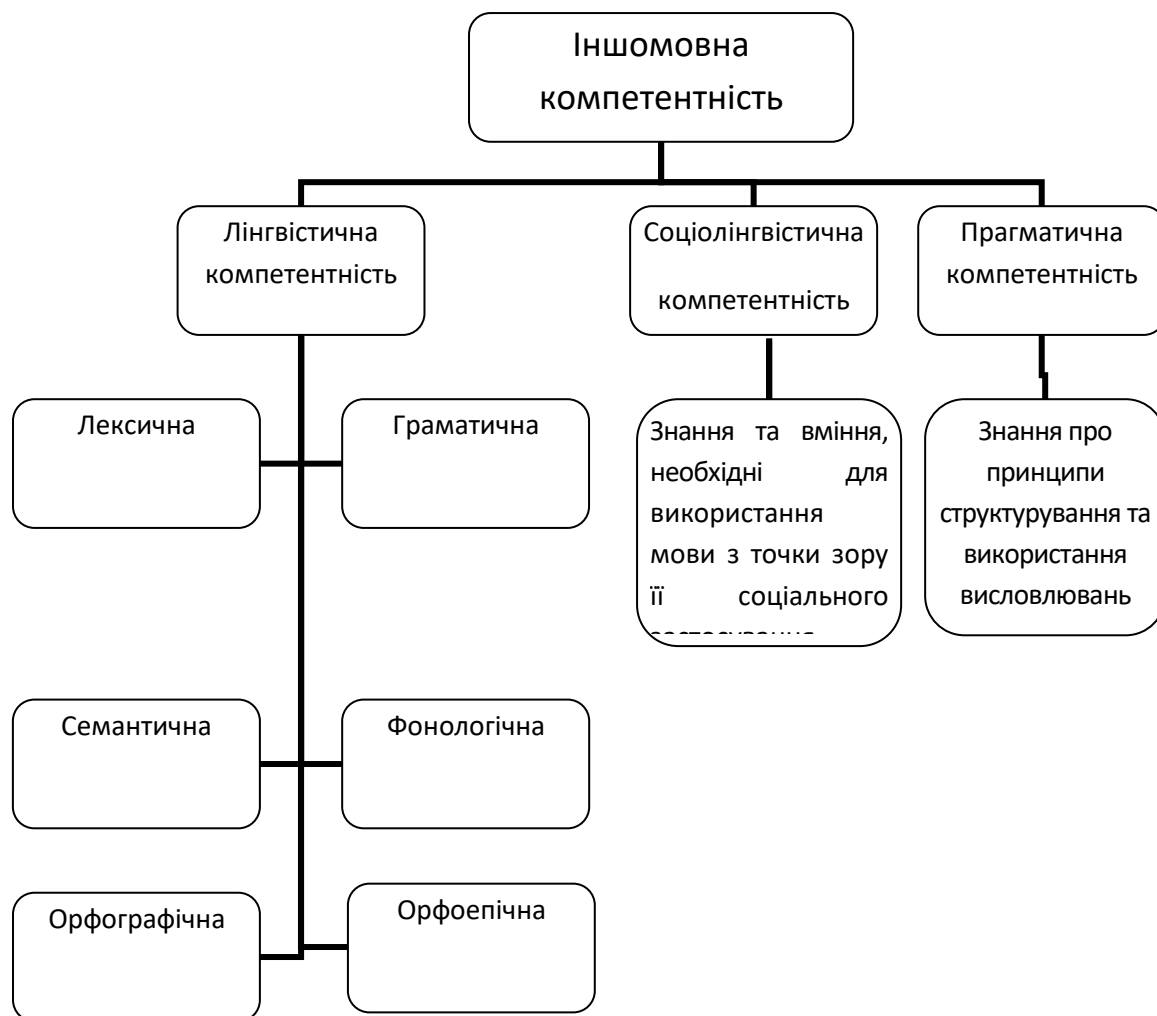 Іншомовна
компетентність
Лінгвістична
компетентність
Соціолінгвістична
компетентність
Прагматична
компетентність
Лексична
Граматична
Знання та вміння,
необхідні для
використання
мови з точки зору
її соціального
Знання про
принципи
структурування та
використання
висловлювань
Семантична
Фонологічна
Орфографічна
Орфоепічна